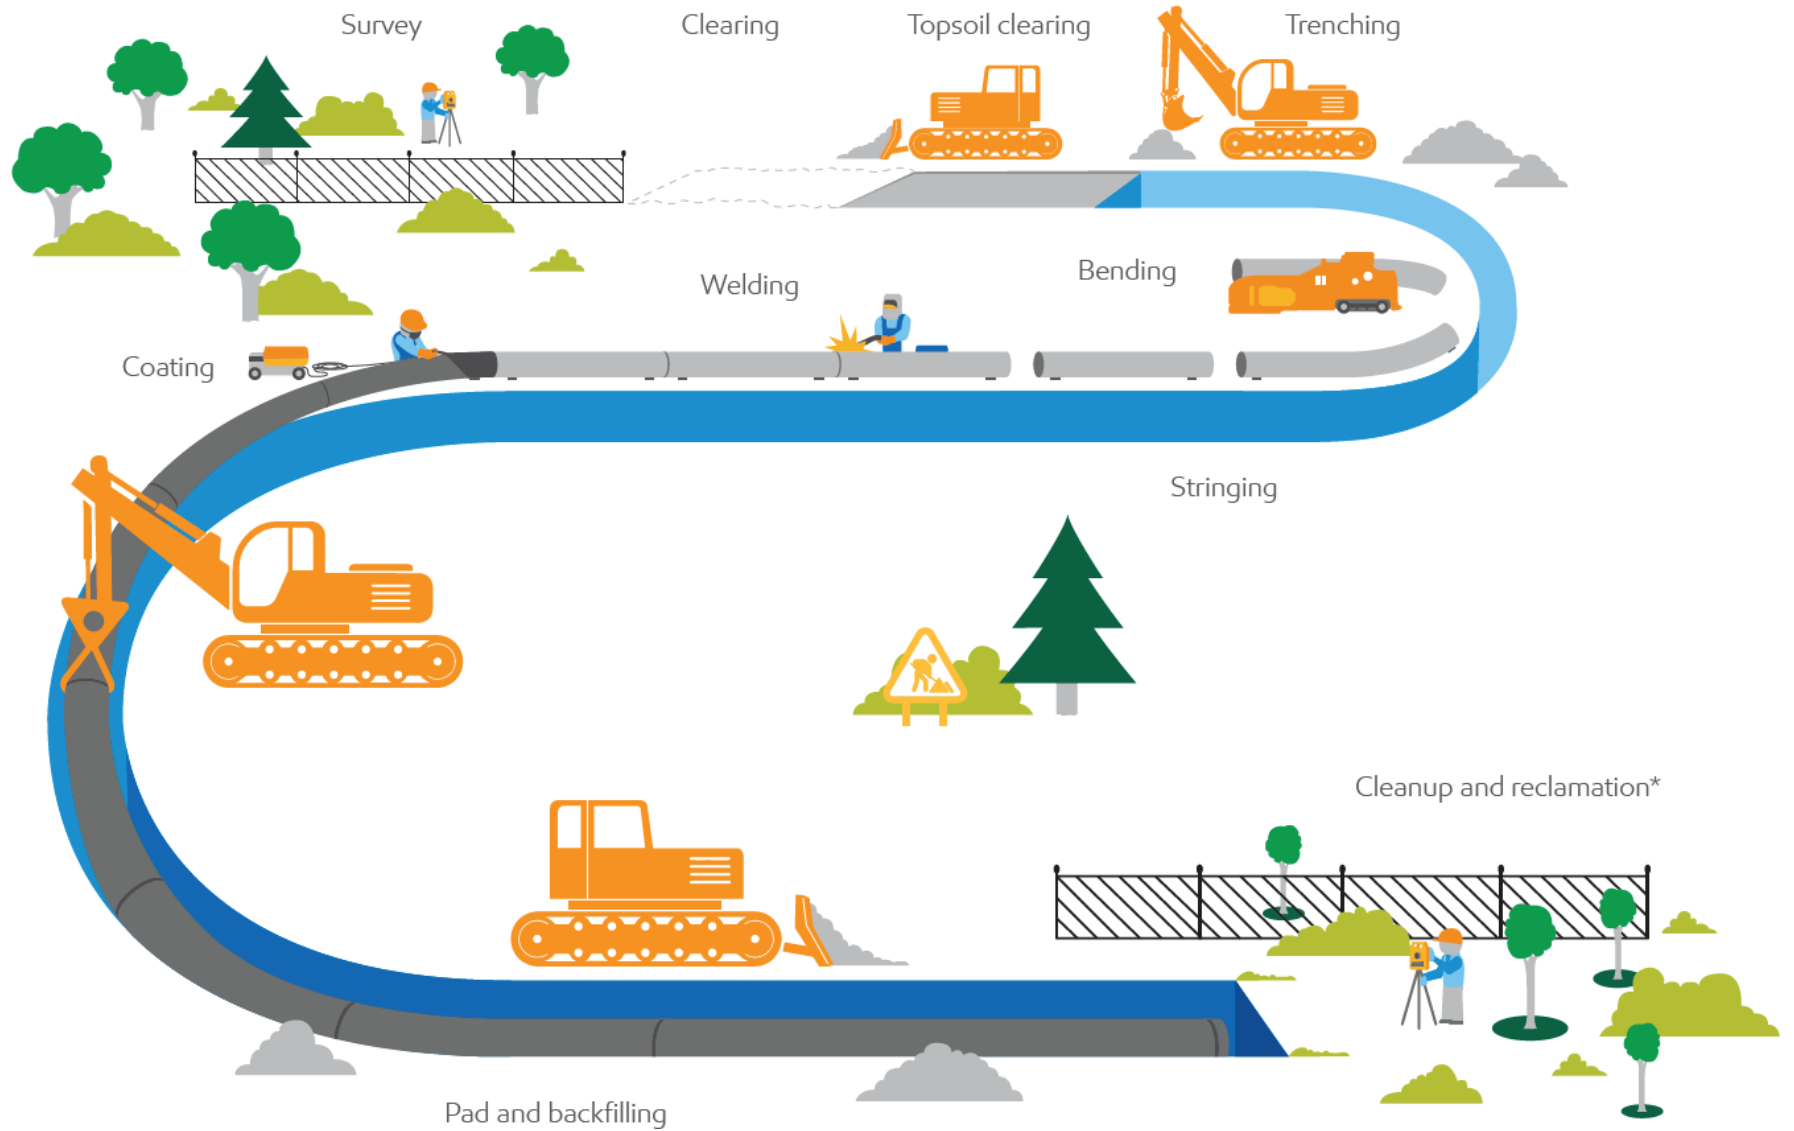 Survey
Clearing
Topsoil clearing
Trenching
Bending
Welding
Coating
Stringing
Cleanup and reclamation*
Pad and backfilling